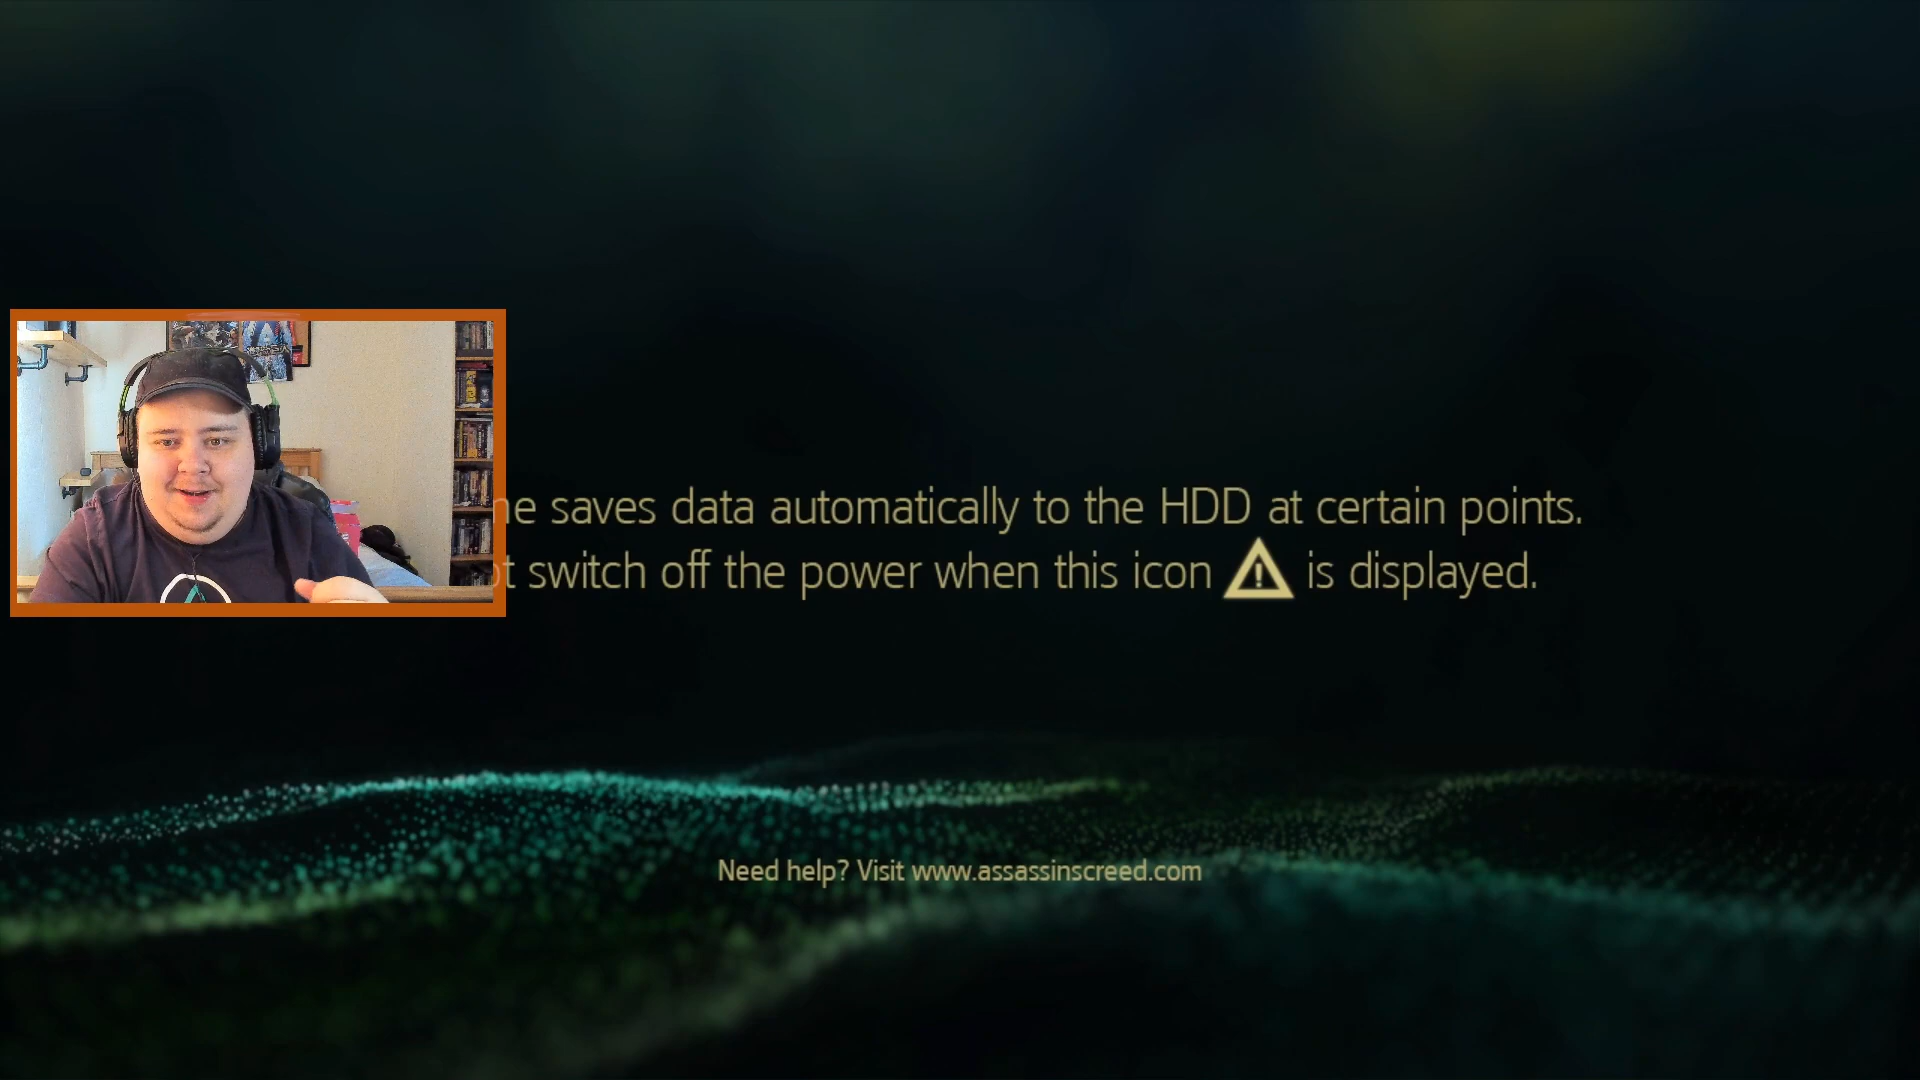 saves data automatically to the HDD at certain points.
switch off the power when this icon is displayed.
Need help? Visit www.assassinscreed.com